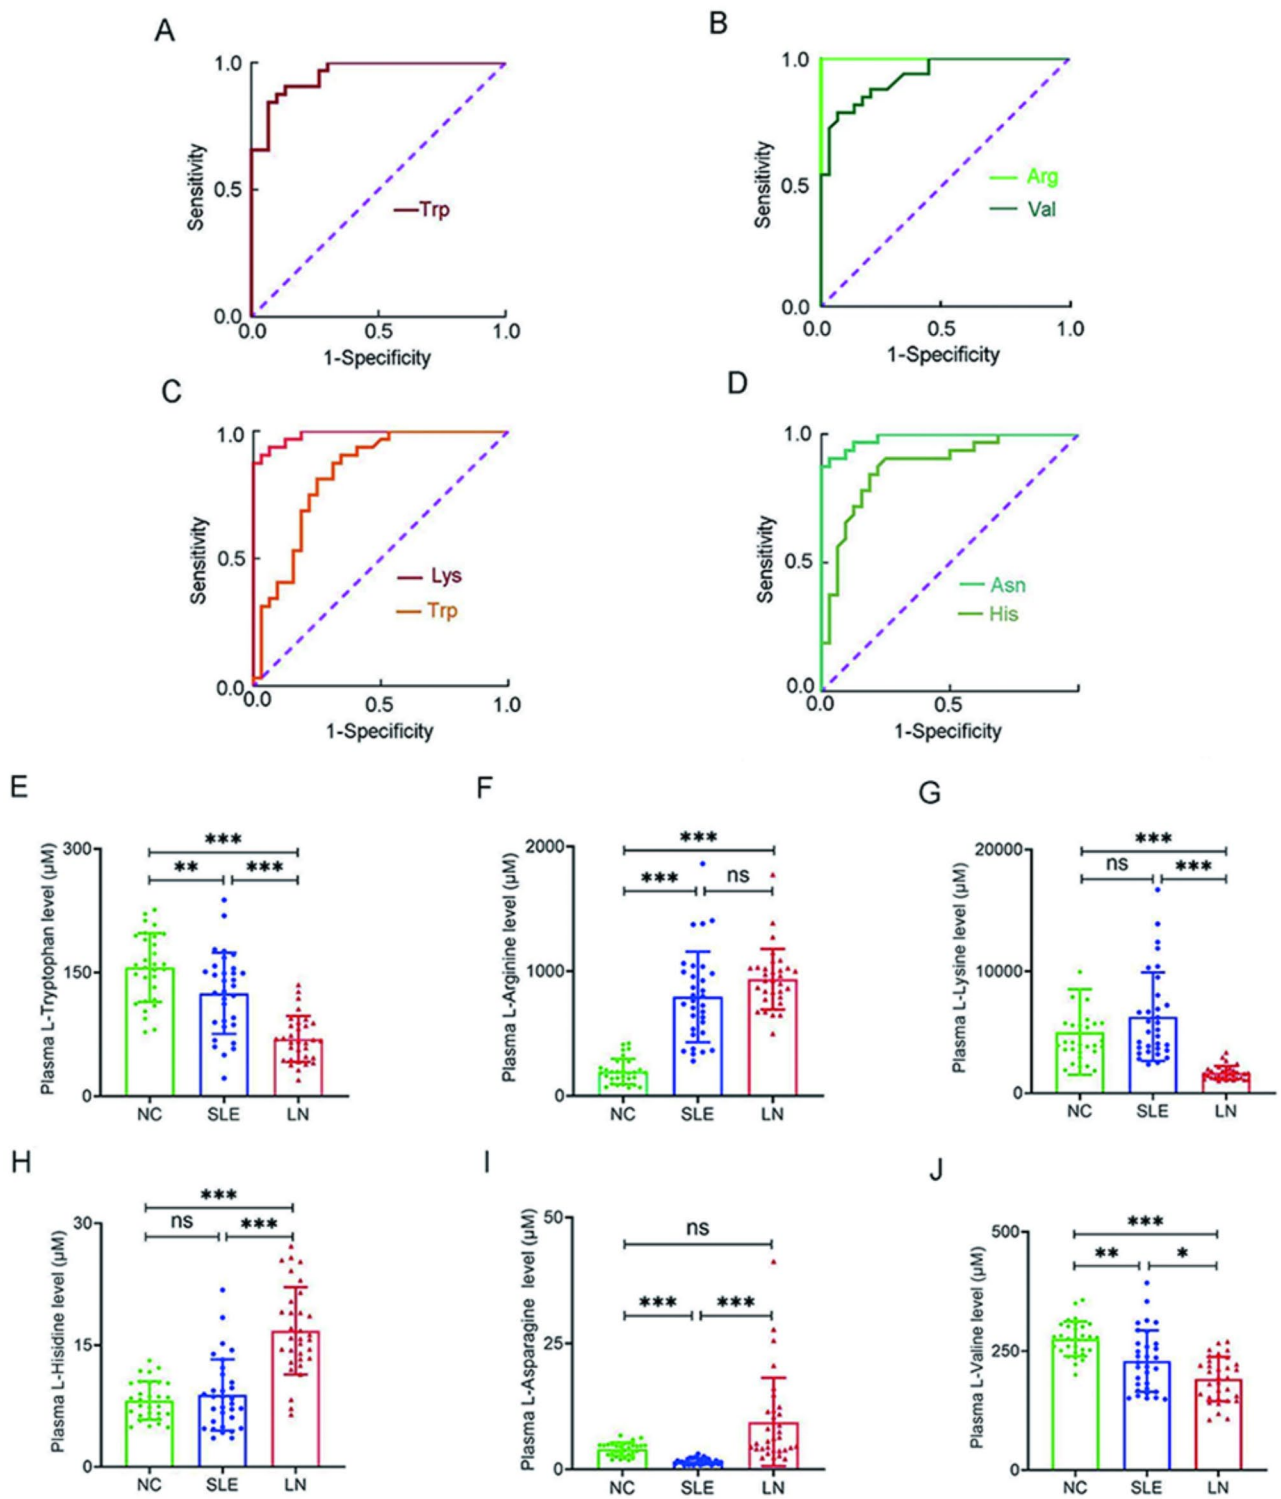 A
Sensitivity
1.0
0.5
0.0
Trp
0.0 0.5 1.0
1-Specificity
B
Sensitivity
1.0
0.5
0.0
Arg
Val
0.0 0.5 1.0
1-Specificity
C
Sensitivity
1.0
0.5
0.0
Lys
Trp
0.0 0.5 1.0
1-Specificity
D
Sensitivity
1.0
0.5
0.0
Asn
His
0.0 0.5
1-Specificity
E
Plasma L-Tryptophan level (μM)
300
150
0
***
** ***
NC SLE LN
F
Plasma L-Arginine level (μM)
2000
1000
0
***
*** ns
NC SLE LN
G
Plasma L-Lysine level (μM)
20000
10000
0
***
ns ***
NC SLE LN
H
Plasma L-Hisidine level (μM)
30
15
0
***
ns ***
NC SLE LN
I
Plasma L-Asparagine level (μM)
50
25
0
ns
*** ***
NC SLE LN
J
Plasma L-Valine level (μM)
500
250
0
***
** *
NC SLE LN